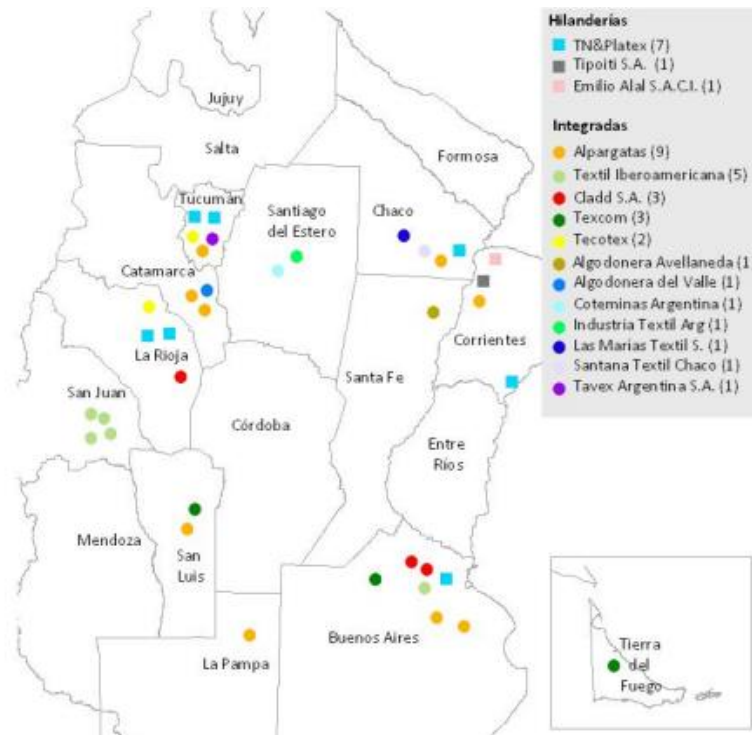 Hilanderías
TN&Platex (7)
Tipoiti S.A. (1)
Emilio Alal S.A.C.I. (1)
Integradas
Alpargatas (9)
Textil Iberoamericana (5)
Cladd S.A. (3)
Texcom (3)
Tecotex (2)
Algodonera Avellaneda (1
Algodonera del Valle (1)
Coteminas Argentina (1)
Industria Textil Arg (1)
Las Marias Textil S. (1)
Santana Textil Chaco (1)
Tavex Argentina S.A. (1)
Jujuy
Salta
Formosa
Tucumán
Santiago
del Estero
Chaco
Catamarca
Corrientes
La Rioja
Santa Fe
San Juan
Córdoba
Entre
Ríos
Mendoza
San
Luis
Buenos Aires
La Pampa
Tierra
del
Fuego